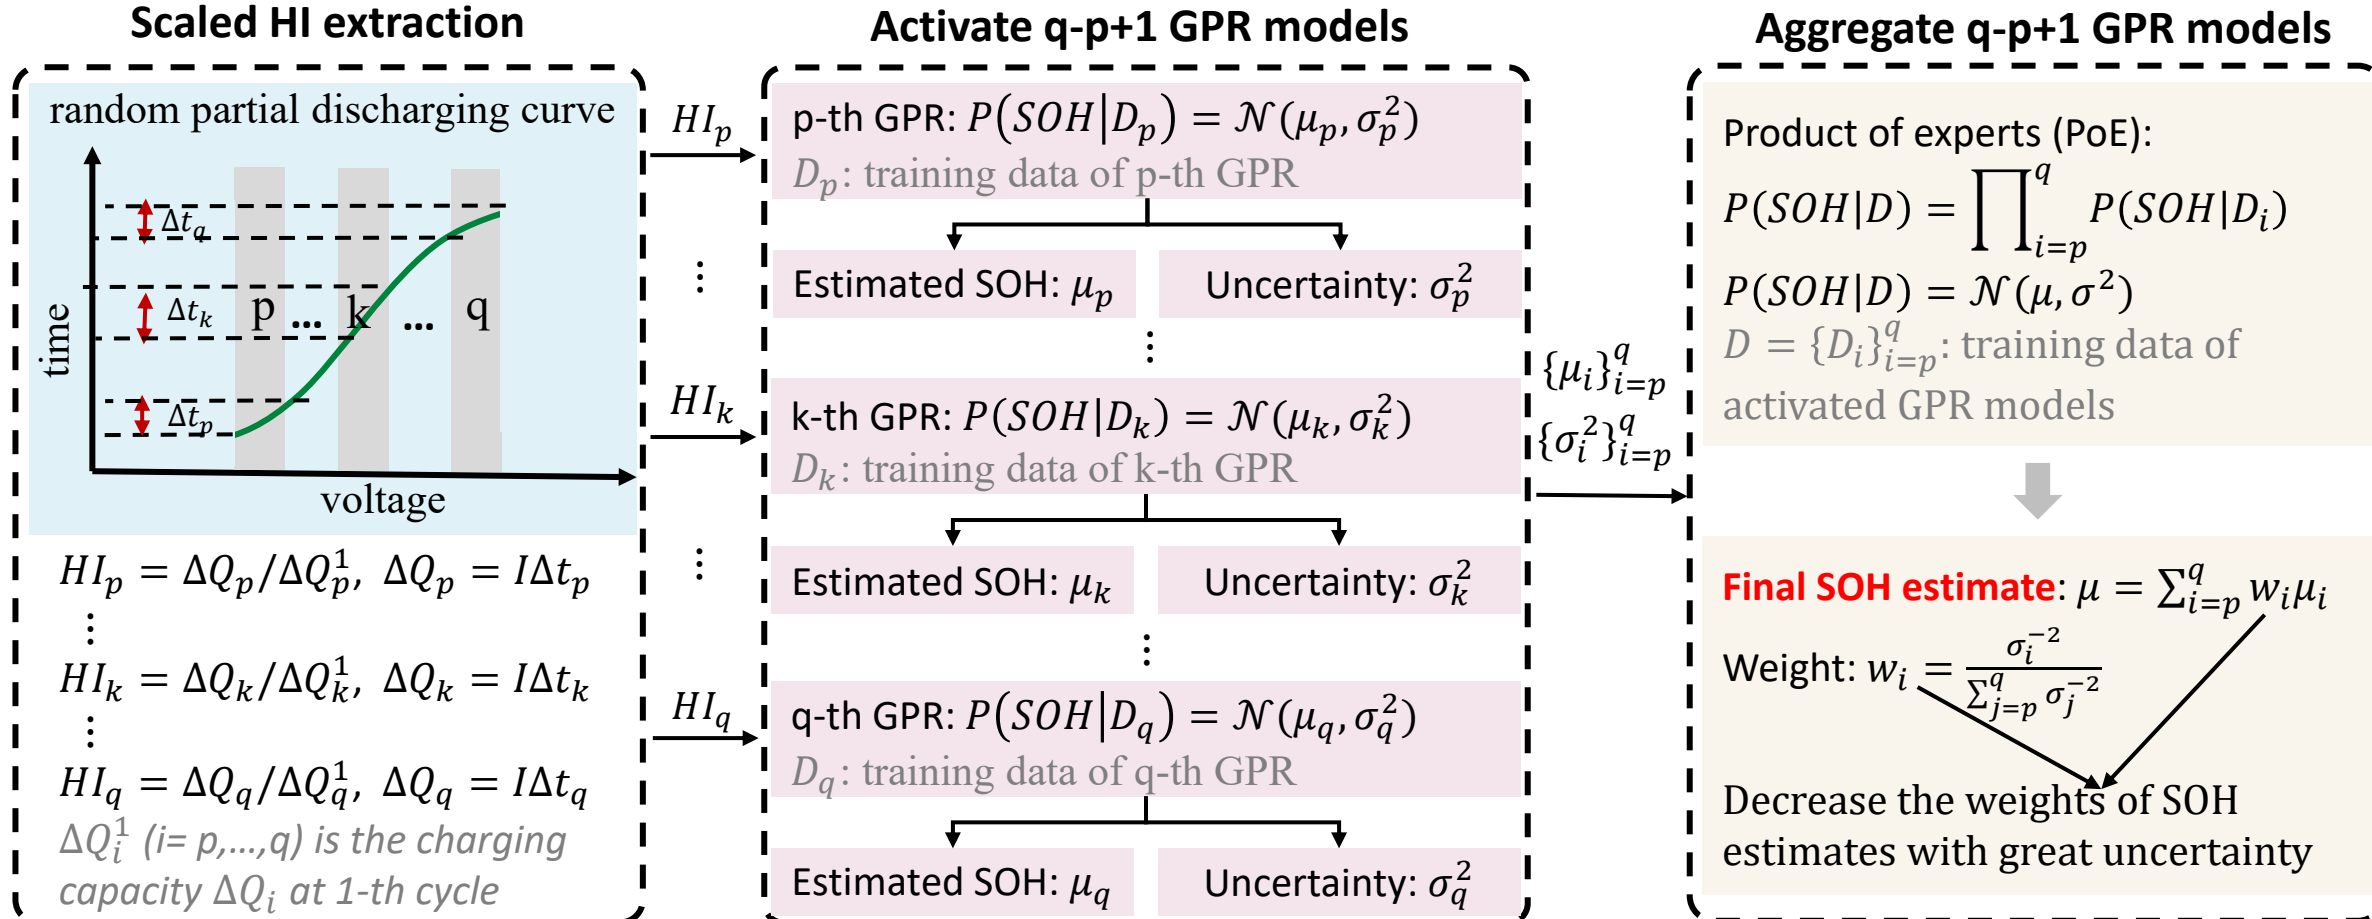 Scaled HI extraction
random partial discharging curve
Δt_q
Δt_k
Δt_p
p ... k ... q
time
voltage
HI_p = ΔQ_p/ΔQ_p^1, ΔQ_p = IΔt_p
⋮
HI_k = ΔQ_k/ΔQ_k^1, ΔQ_k = IΔt_k
⋮
HI_q = ΔQ_q/ΔQ_q^1, ΔQ_q = IΔt_q
ΔQ_i^1 (i= p,...,q) is the charging
capacity ΔQ_i at 1-th cycle
HI_p
⋮
HI_k
⋮
HI_q
Activate q-p+1 GPR models
p-th GPR: P(SOH|D_p) = 𝒩(μ_p, σ_p^2)
D_p: training data of p-th GPR
Estimated SOH: μ_p
Uncertainty: σ_p^2
⋮
k-th GPR: P(SOH|D_k) = 𝒩(μ_k, σ_k^2)
D_k: training data of k-th GPR
Estimated SOH: μ_k
Uncertainty: σ_k^2
⋮
q-th GPR: P(SOH|D_q) = 𝒩(μ_q, σ_q^2)
D_q: training data of q-th GPR
Estimated SOH: μ_q
Uncertainty: σ_q^2
{μ_i}_{i=p}^q
{σ_i^2}_{i=p}^q
Aggregate q-p+1 GPR models
Product of experts (PoE):
P(SOH|D) = ∏_{i=p}^q P(SOH|D_i)
P(SOH|D) = 𝒩(μ, σ^2)
D = {D_i}_{i=p}^q: training data of
activated GPR models
Final SOH estimate: μ = ∑_{i=p}^q w_i μ_i
Weight: w_i = σ_i^{-2} / ∑_{j=p}^q σ_j^{-2}
Decrease the weights of SOH
estimates with great uncertainty